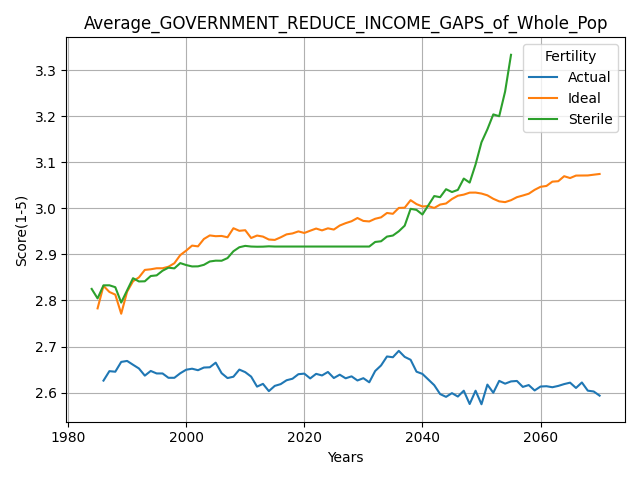 Average_GOVERNMENT_REDUCE_INCOME_GAPS_of_Whole_Pop
Fertility
Actual
Ideal
Sterile
3.3
3.2
3.1
3.0
2.9
2.8
2.7
2.6
Score(1-5)
1980
2000
2020
2040
2060
Years